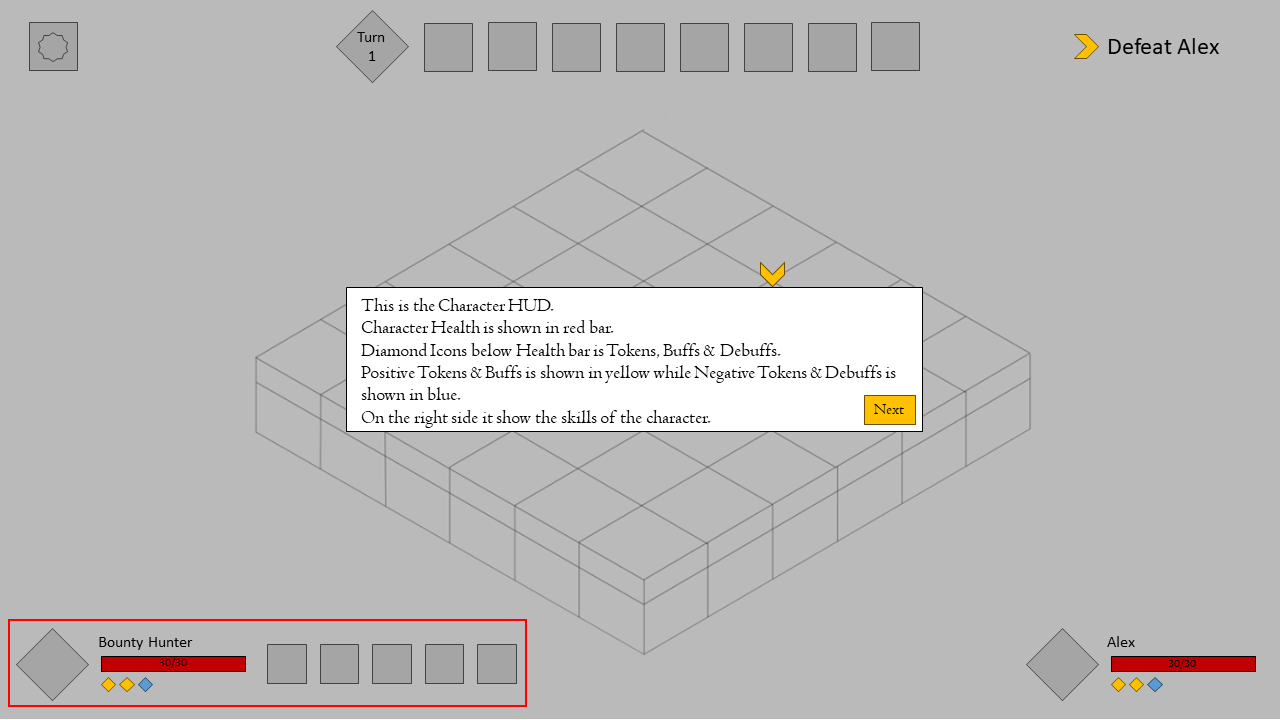 Turn
1
Defeat Alex
This is the Character HUD.
Character Health is shown in red bar.
Diamond Icons below Health bar is Tokens, Buffs & Debuffs.
Positive Tokens & Buffs is shown in yellow while Negative Tokens & Debuffs is
shown in blue.
On the right side it show the skills of the character.
Next
Bounty Hunter
30/30
Alex
30/30